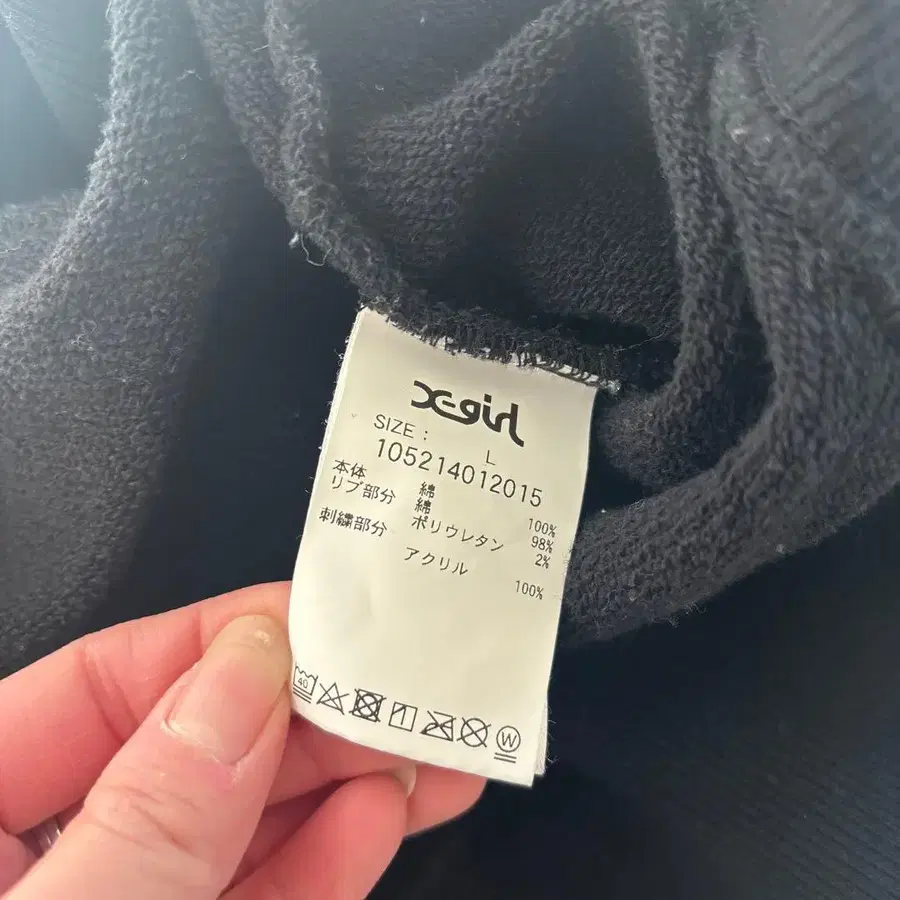 X-girl
SIZE : L
105214012015
本体 綿 100%
リブ部分 綿 98%
ポリウレタン 2%
刺繍部分 アクリル 100%
40 W